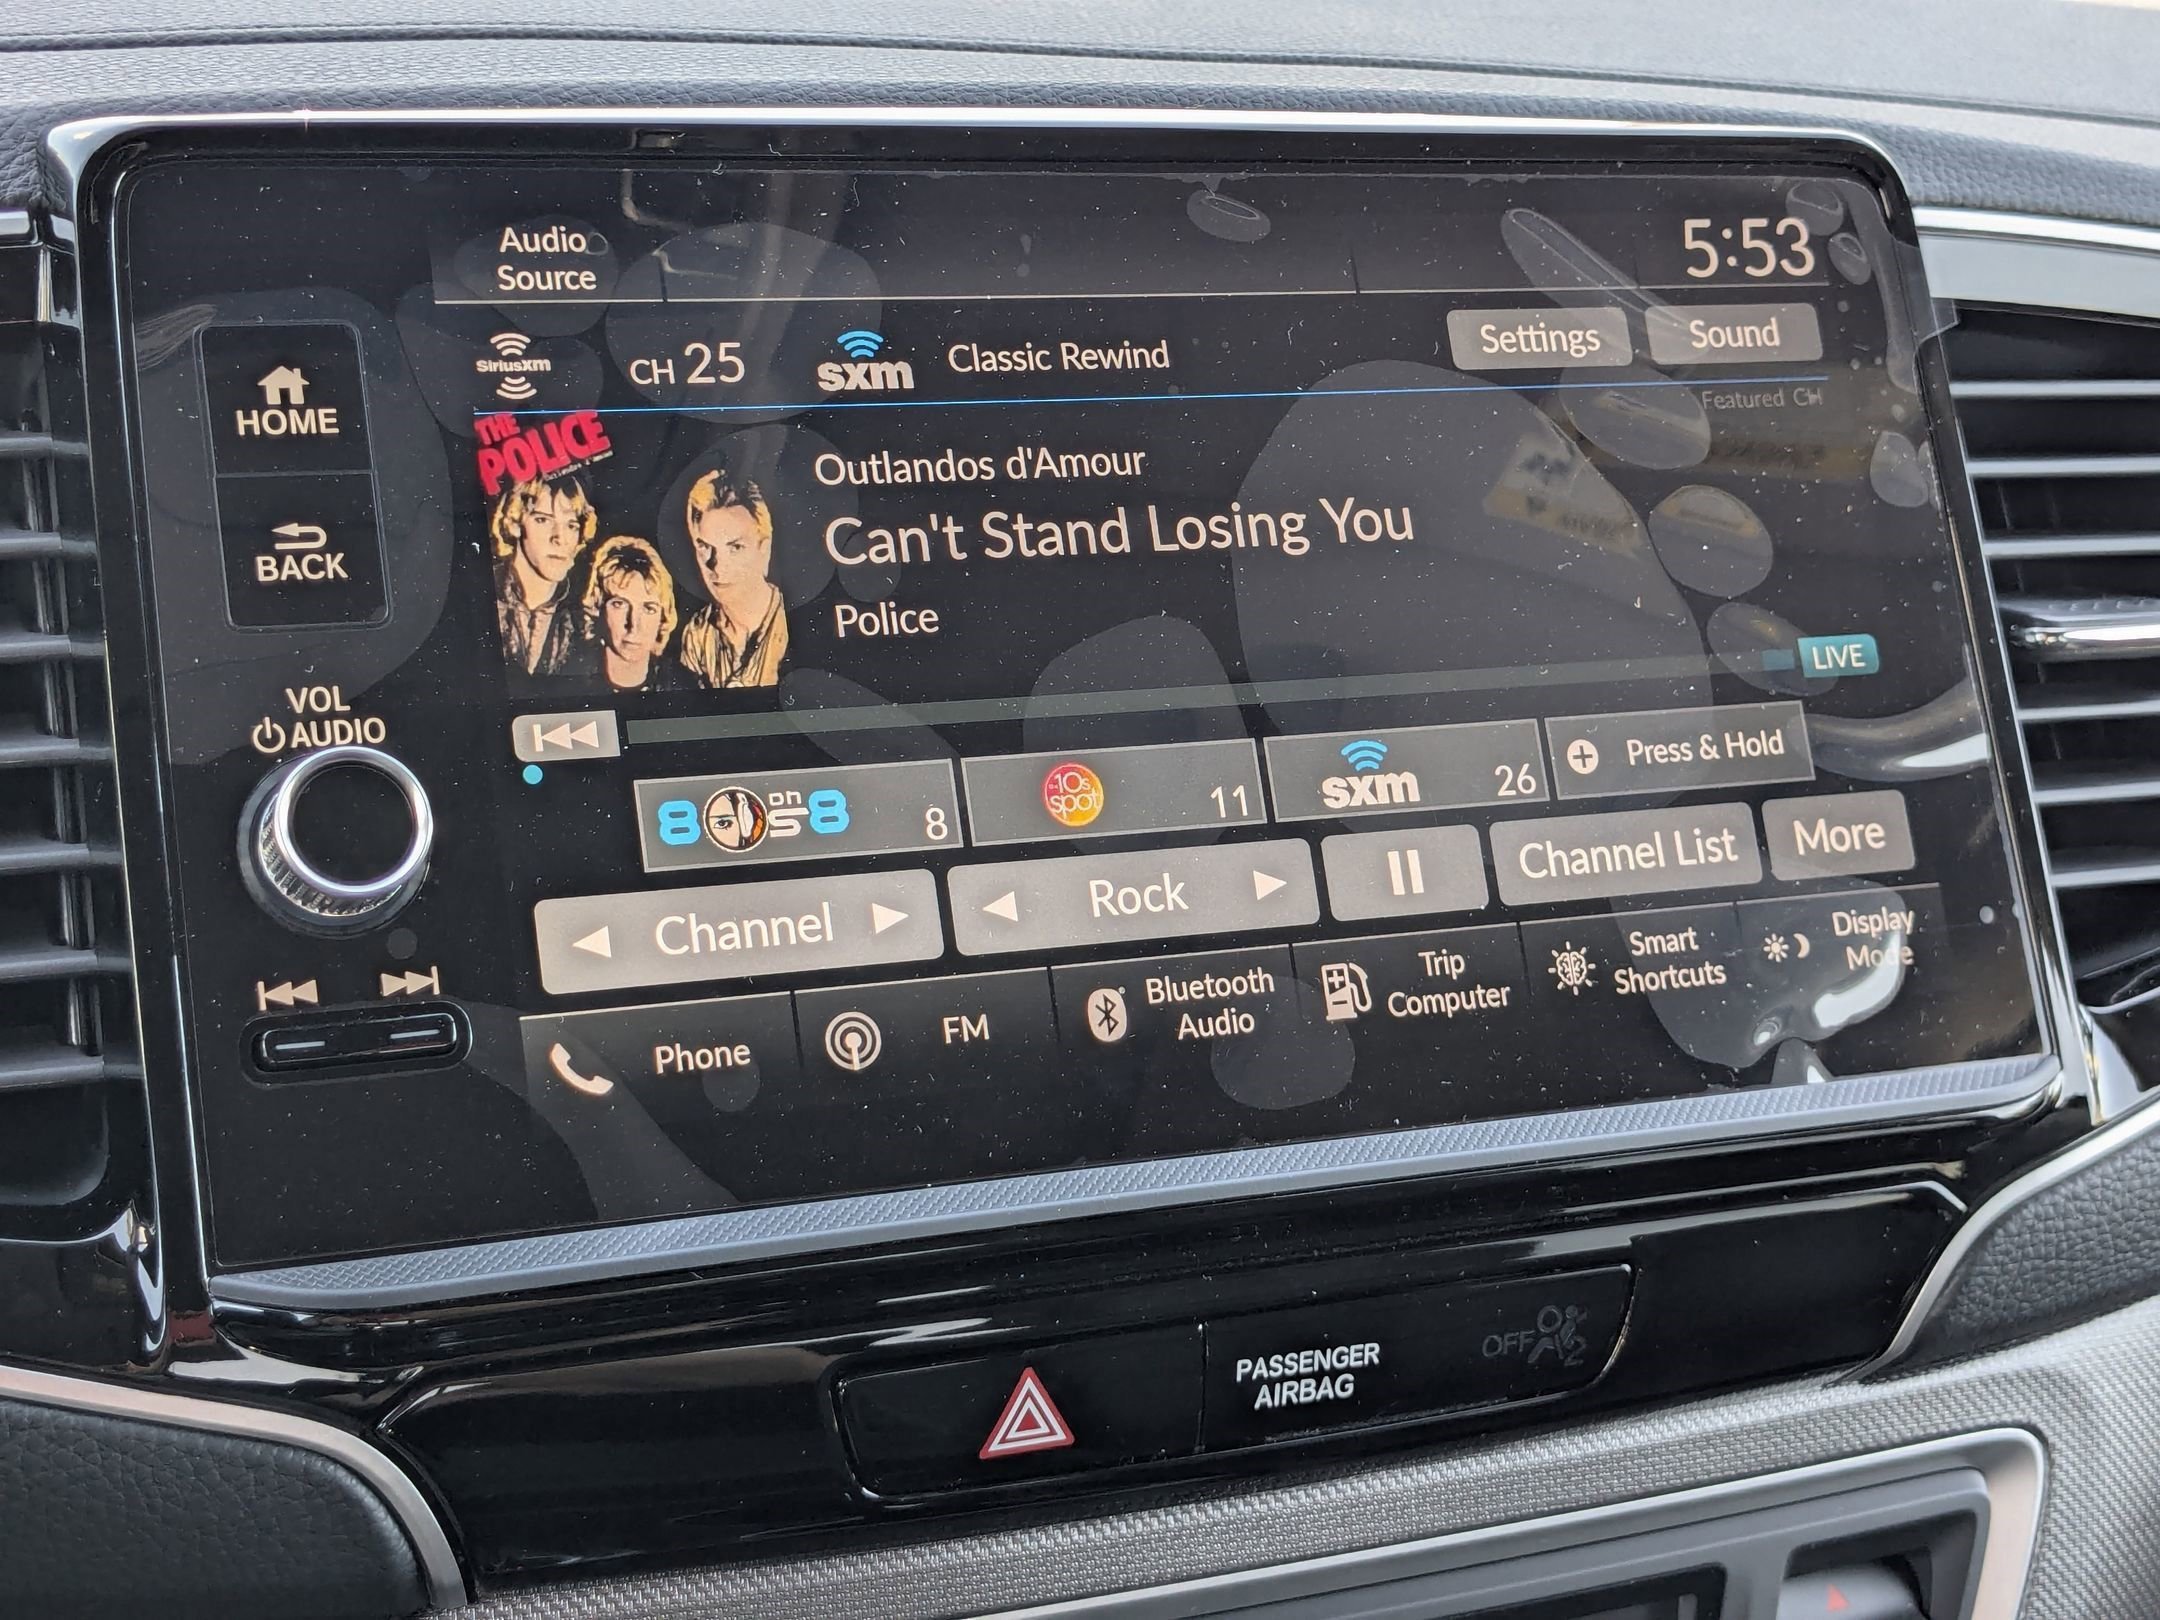 Audio
Source
5:53
HOME
BACK
VOL
AUDIO
SiriusXm
CH 25
sxm
Classic Rewind
Settings
Sound
Featured CH
THE
POLICE
Outlandos d'Amour
Can't Stand Losing You
Police
LIVE
80s on 8
8
10s
spot
11
sxm
26
Press & Hold
Channel
Rock
Channel List
More
Phone
FM
Bluetooth
Audio
Trip
Computer
Smart
Shortcuts
Display
Mode
PASSENGER
AIRBAG
OFF
2